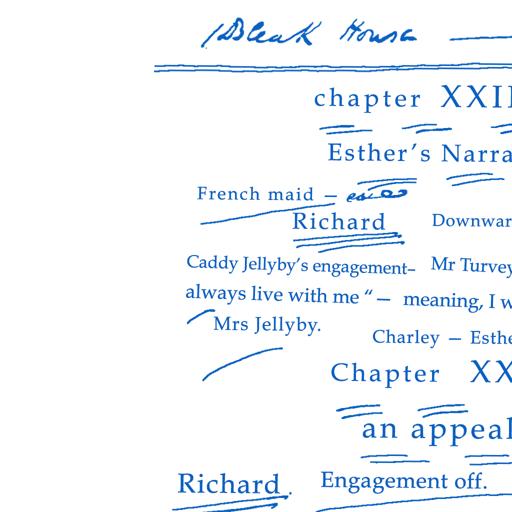 Bleak House
chapter XXII
Esther's Narra
French maid –
Richard Downwar
Caddy Jellyby's engagement– Mr Turvey
always live with me “ – meaning, I w
Mrs Jellyby.
Charley – Esthe
Chapter XX
an appeal
Richard. Engagement off.